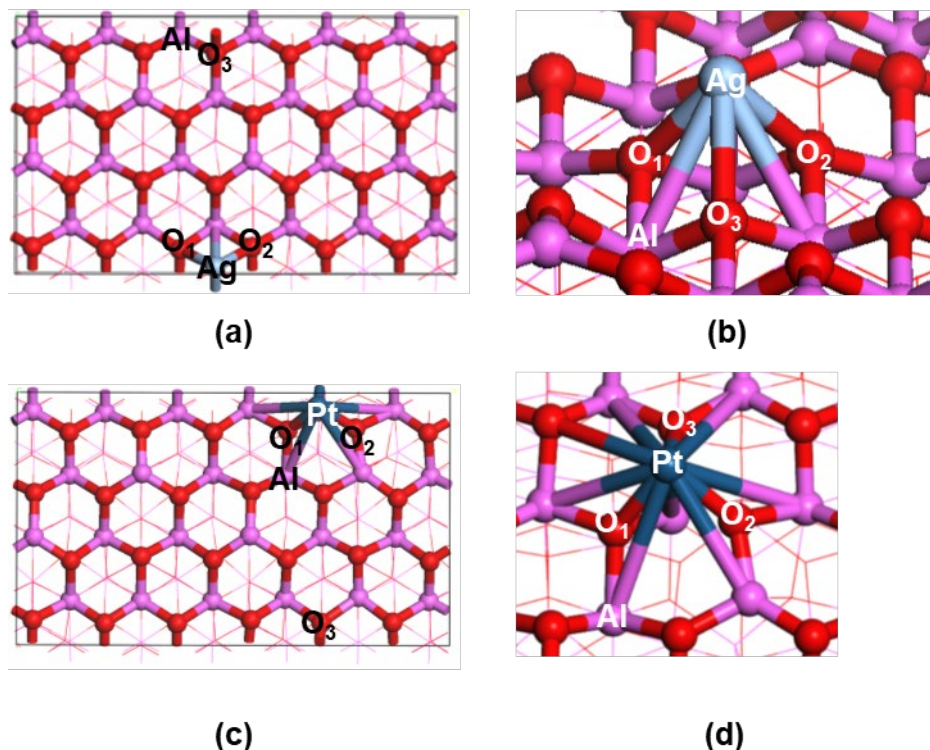 Al
O₃
O₁ O₂
Ag
(a)
Ag
O₁ O₂
Al O₃
(b)
Pt
O₁ O₂
Al
O₃
(c)
O₃
Pt
O₁ O₂
Al
(d)